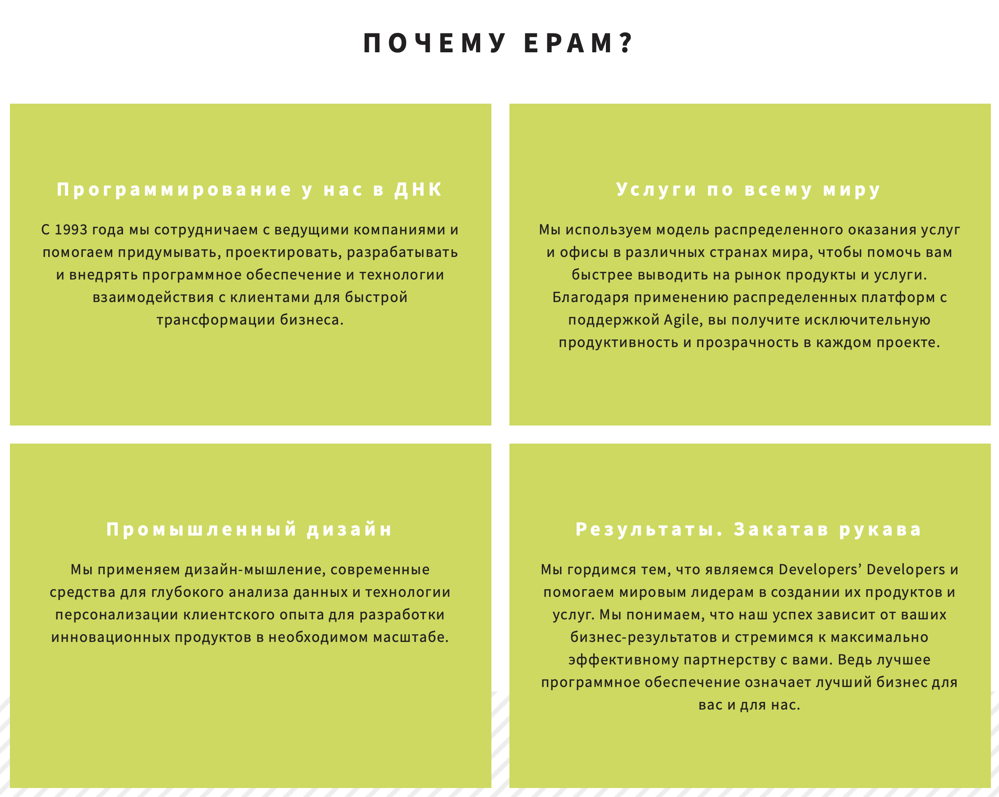 ПОЧЕМУ EPAM?
Программирование у нас в ДНК
С 1993 года мы сотрудничаем с ведущими компаниями и
помогаем придумывать, проектировать, разрабатывать
и внедрять программное обеспечение и технологии
взаимодействия с клиентами для быстрой
трансформации бизнеса.
Услуги по всему миру
Мы используем модель распределенного оказания услуг
и офисы в различных странах мира, чтобы помочь вам
быстрее выводить на рынок продукты и услуги.
Благодаря применению распределенных платформ с
поддержкой Agile, вы получите исключительную
продуктивность и прозрачность в каждом проекте.
Промышленный дизайн
Мы применяем дизайн-мышление, современные
средства для глубокого анализа данных и технологии
персонализации клиентского опыта для разработки
инновационных продуктов в необходимом масштабе.
Результаты. Закатав рукава
Мы гордимся тем, что являемся Developers’ Developers и
помогаем мировым лидерам в создании их продуктов и
услуг. Мы понимаем, что наш успех зависит от ваших
бизнес-результатов и стремимся к максимально
эффективному партнерству с вами. Ведь лучшее
программное обеспечение означает лучший бизнес для
вас и для нас.